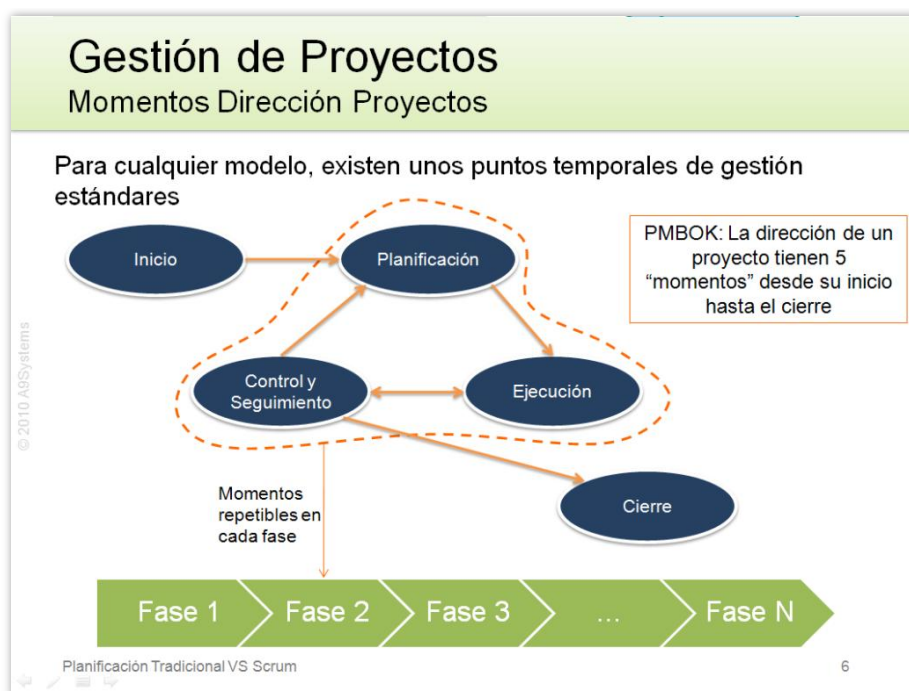 Gestión de Proyectos
Momentos Dirección Proyectos
Para cualquier modelo, existen unos puntos temporales de gestión
estándares
Inicio
Planificación
PMBOK: La dirección de un
proyecto tienen 5
“momentos” desde su inicio
hasta el cierre
Control y
Seguimiento
Ejecución
Cierre
Momentos
repetibles en
cada fase
Fase 1
Fase 2
Fase 3
...
Fase N
© 2010 A9Systems
Planificación Tradicional VS Scrum
6